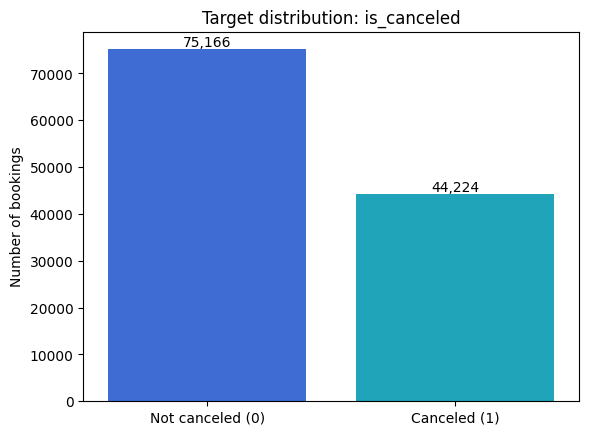 Target distribution: is_canceled
75,166
44,224
Number of bookings
70000
60000
50000
40000
30000
20000
10000
0
Not canceled (0)
Canceled (1)